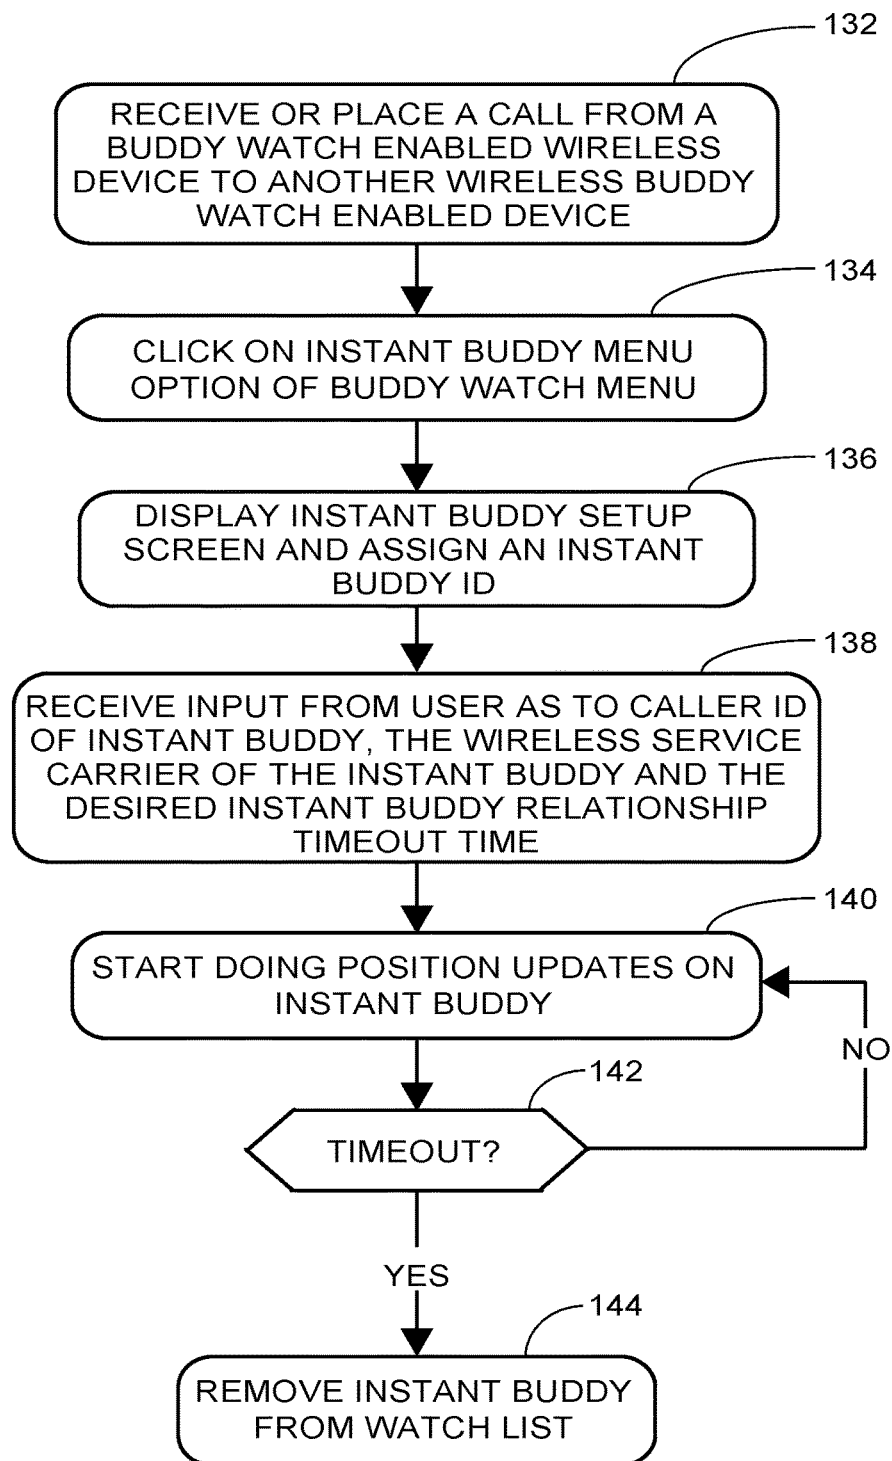 132
RECEIVE OR PLACE A CALL FROM A
BUDDY WATCH ENABLED WIRELESS
DEVICE TO ANOTHER WIRELESS BUDDY
WATCH ENABLED DEVICE
134
CLICK ON INSTANT BUDDY MENU
OPTION OF BUDDY WATCH MENU
136
DISPLAY INSTANT BUDDY SETUP
SCREEN AND ASSIGN AN INSTANT
BUDDY ID
138
RECEIVE INPUT FROM USER AS TO CALLER ID
OF INSTANT BUDDY, THE WIRELESS SERVICE
CARRIER OF THE INSTANT BUDDY AND THE
DESIRED INSTANT BUDDY RELATIONSHIP
TIMEOUT TIME
140
START DOING POSITION UPDATES ON
INSTANT BUDDY
NO
142
TIMEOUT?
YES
144
REMOVE INSTANT BUDDY
FROM WATCH LIST